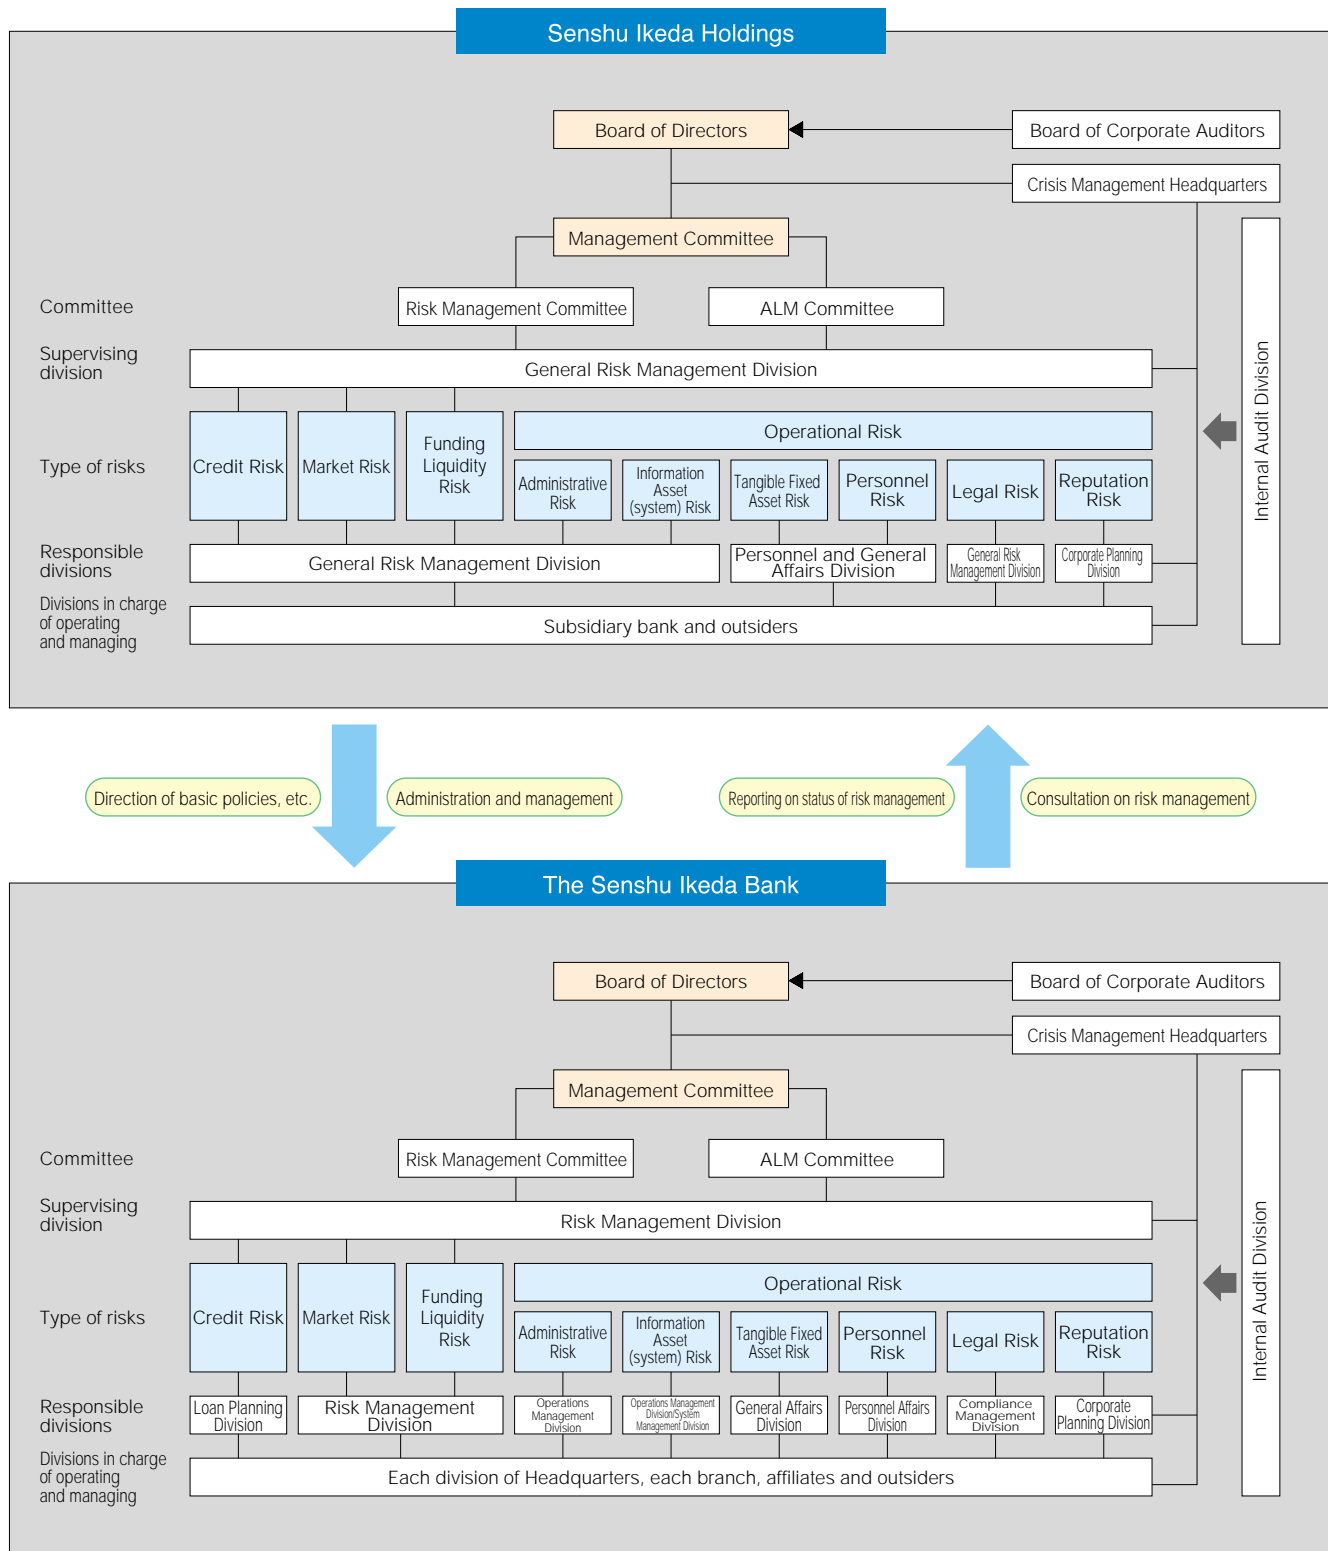 Senshu Ikeda Holdings
Board of Directors
Board of Corporate Auditors
Crisis Management Headquarters
Management Committee
Committee
Risk Management Committee
ALM Committee
Supervising
division
General Risk Management Division
Internal Audit Division
Type of risks
Credit Risk
Market Risk
Funding
Liquidity
Risk
Operational Risk
Administrative
Risk
Information
Asset
(system) Risk
Tangible Fixed
Asset Risk
Personnel
Risk
Legal Risk
Reputation
Risk
Responsible
divisions
General Risk Management Division
Personnel and General
Affairs Division
General Risk
Management Division
Corporate Planning
Division
Divisions in charge
of operating
and managing
Subsidiary bank and outsiders
Direction of basic policies, etc.
Administration and management
Reporting on status of risk management
Consultation on risk management
The Senshu Ikeda Bank
Board of Directors
Board of Corporate Auditors
Crisis Management Headquarters
Management Committee
Committee
Risk Management Committee
ALM Committee
Supervising
division
Risk Management Division
Internal Audit Division
Type of risks
Credit Risk
Market Risk
Funding
Liquidity
Risk
Operational Risk
Administrative
Risk
Information
Asset
(system) Risk
Tangible Fixed
Asset Risk
Personnel
Risk
Legal Risk
Reputation
Risk
Responsible
divisions
Loan Planning
Division
Risk Management
Division
Operations
Management
Division
Operations Management
Division/System
Management Division
General Affairs
Division
Personnel Affairs
Division
Compliance
Management
Division
Corporate
Planning Division
Divisions in charge
of operating
and managing
Each division of Headquarters, each branch, affiliates and outsiders